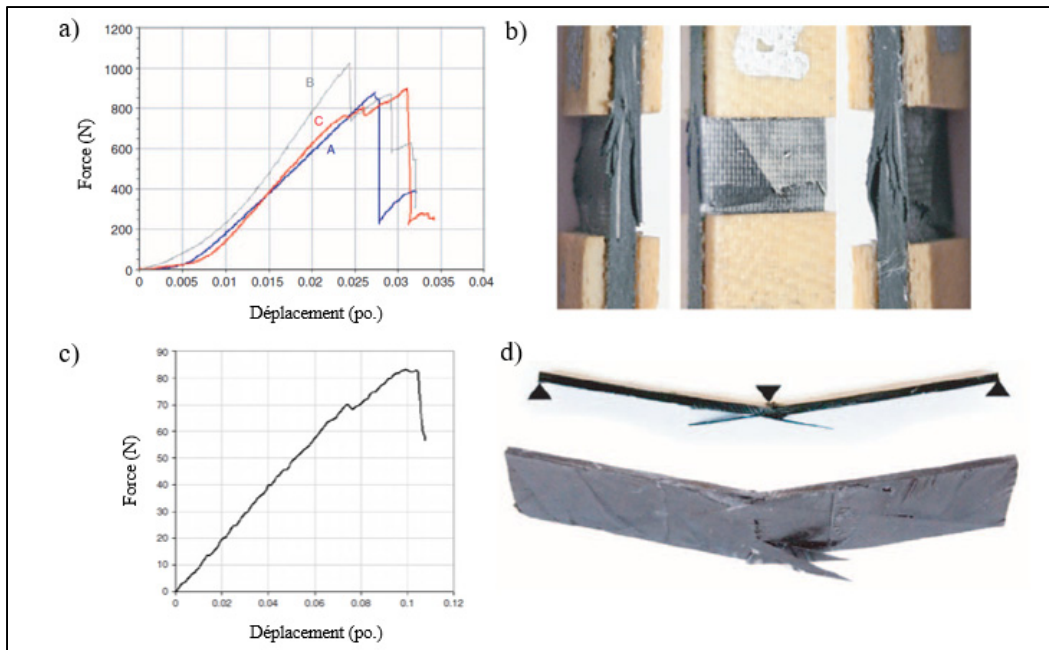 a)
1200
1000
800
600
400
200
0
Force (N)
B
C
A
0 0.005 0.01 0.015 0.02 0.025 0.03 0.035 0.04
Déplacement (po.)
b)
c)
90
80
70
60
50
40
30
20
10
0
Force (N)
0 0.02 0.04 0.06 0.08 0.1 0.12
Déplacement (po.)
d)